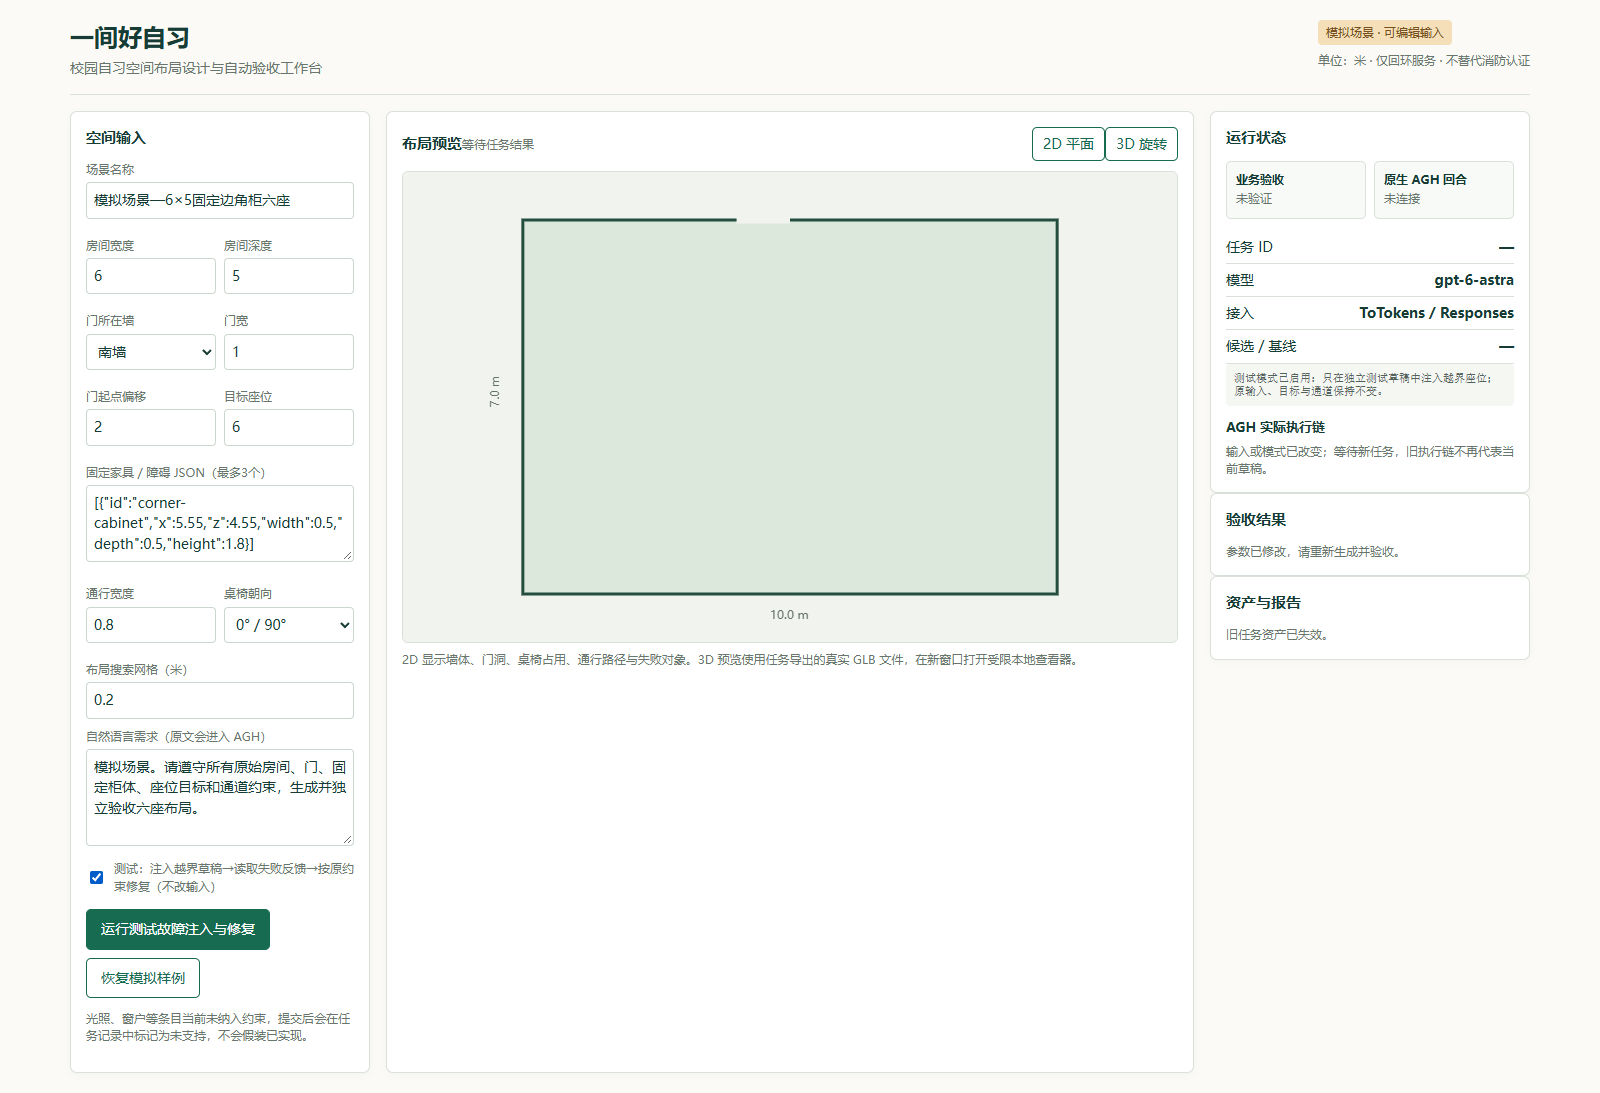 一间好自习
校园自习空间布局设计与自动验收工作台
模拟场景 · 可编辑输入
单位：米 · 仅回环服务 · 不替代消防认证
空间输入
场景名称
模拟场景—6×5固定边角柜六座
房间宽度
房间深度
6
5
门所在墙
门宽
南墙
1
门起点偏移
目标座位
2
6
固定家具 / 障碍 JSON（最多3个）
[{"id":"corner-
cabinet","x":5.55,"z":4.55,"width":0.5,"
depth":0.5,"height":1.8}]
通行宽度
桌椅朝向
0.8
0° / 90°
布局搜索网格（米）
0.2
自然语言需求（原文会进入 AGH）
模拟场景。请遵守所有原始房间、门、固
定柜体、座位目标和通道约束，生成并独
立验收六座布局。
测试：注入越界草稿→读取失败反馈→按原约
束修复（不改输入）
运行测试故障注入与修复
恢复模拟样例
光照、窗户等条目当前未纳入约束，提交后会在任
务记录中标记为未支持，不会假装已实现。
布局预览等待任务结果
2D 平面
3D 旋转
7.0 m
10.0 m
2D 显示墙体、门洞、桌椅占用、通行路径与失败对象。3D 预览使用任务导出的真实 GLB 文件，在新窗口打开受限本地查看器。
运行状态
业务验收
未验证
原生 AGH 回合
未连接
任务 ID —
模型 gpt-6-astra
接入 ToTokens / Responses
候选 / 基线 —
测试模式已启用：只在独立测试草稿中注入越界座位；
原输入、目标与通道保持不变。
AGH 实际执行链
输入或模式已改变；等待新任务，旧执行链不再代表当
前草稿。
验收结果
参数已修改，请重新生成并验收。
资产与报告
旧任务资产已失效。